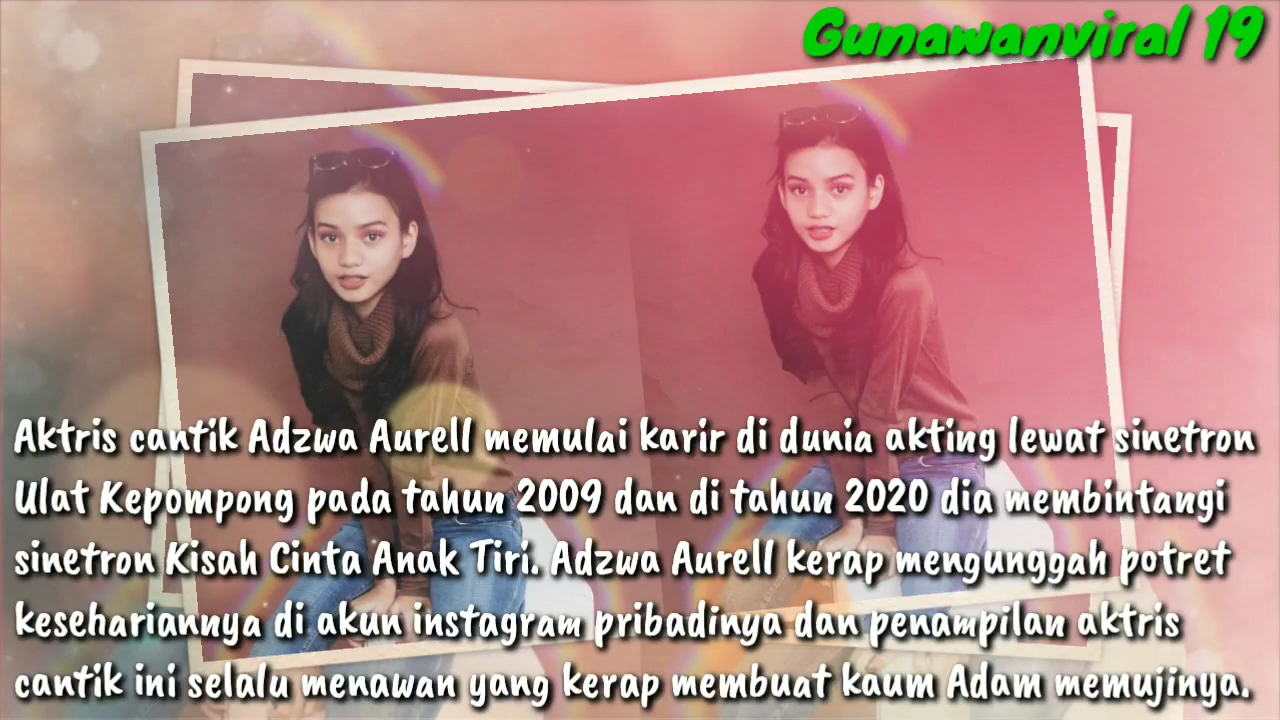 Gunawanviral 19
Aktris cantik Adzwa Aurell memulai karir di dunia akting lewat sinetron
Ulat Kepompong pada tahun 2009 dan di tahun 2020 dia membintangi
sinetron Kisah Cinta Anak Tiri. Adzwa Aurell kerap mengunggah potret
kesehariannya di akun instagram pribadinya dan penampilan aktris
cantik ini selalu menawan yang kerap membuat kaum Adam memujinya.